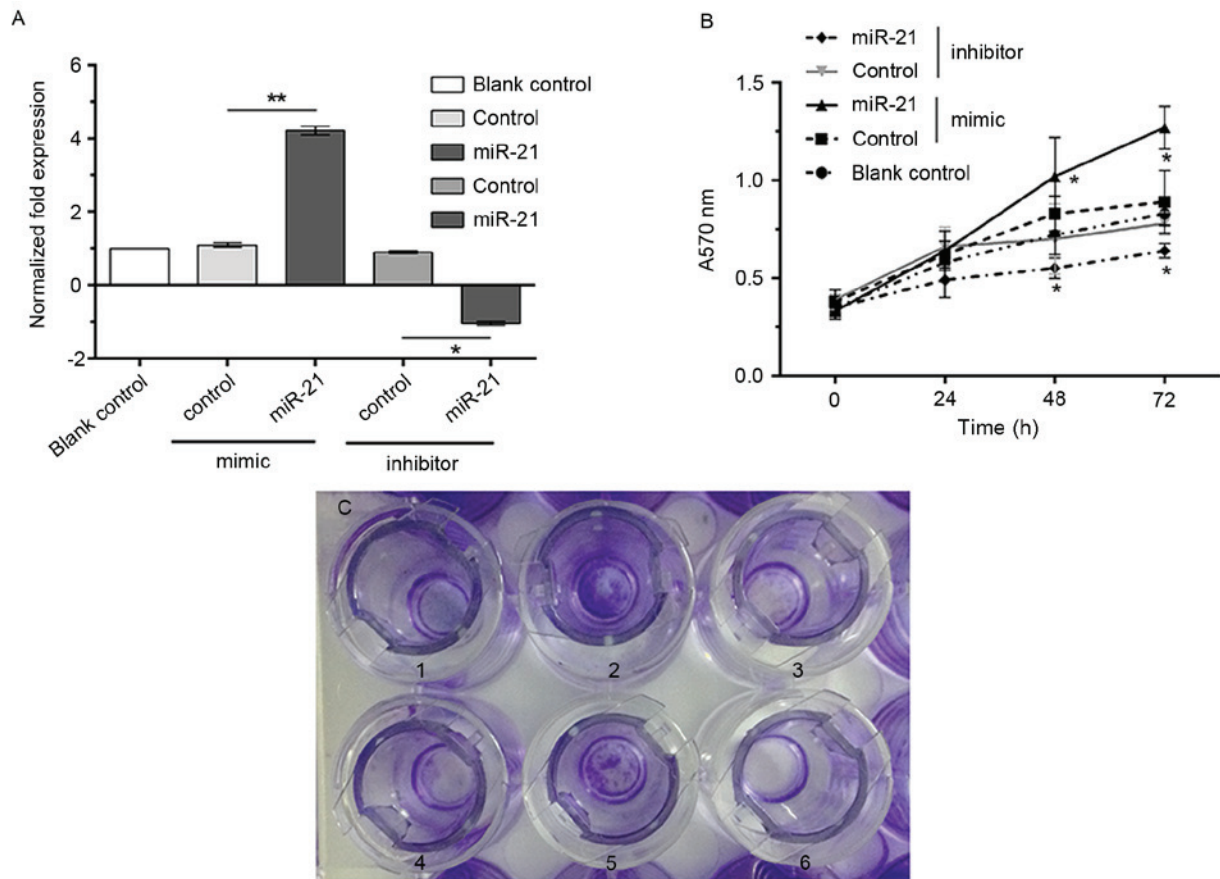 A
Normalized fold expression
6
4
2
0
-2
**
*
Blank control
Control
miR-21
Control
miR-21
Blank control
control
miR-21
control
miR-21
mimic
inhibitor
B
miR-21
Control
inhibitor
miR-21
Control
mimic
Blank control
A570 nm
1.5
1.0
0.5
0.0
*
*
*
*
0 24 48 72
Time (h)
C
1 2 3
4 5 6